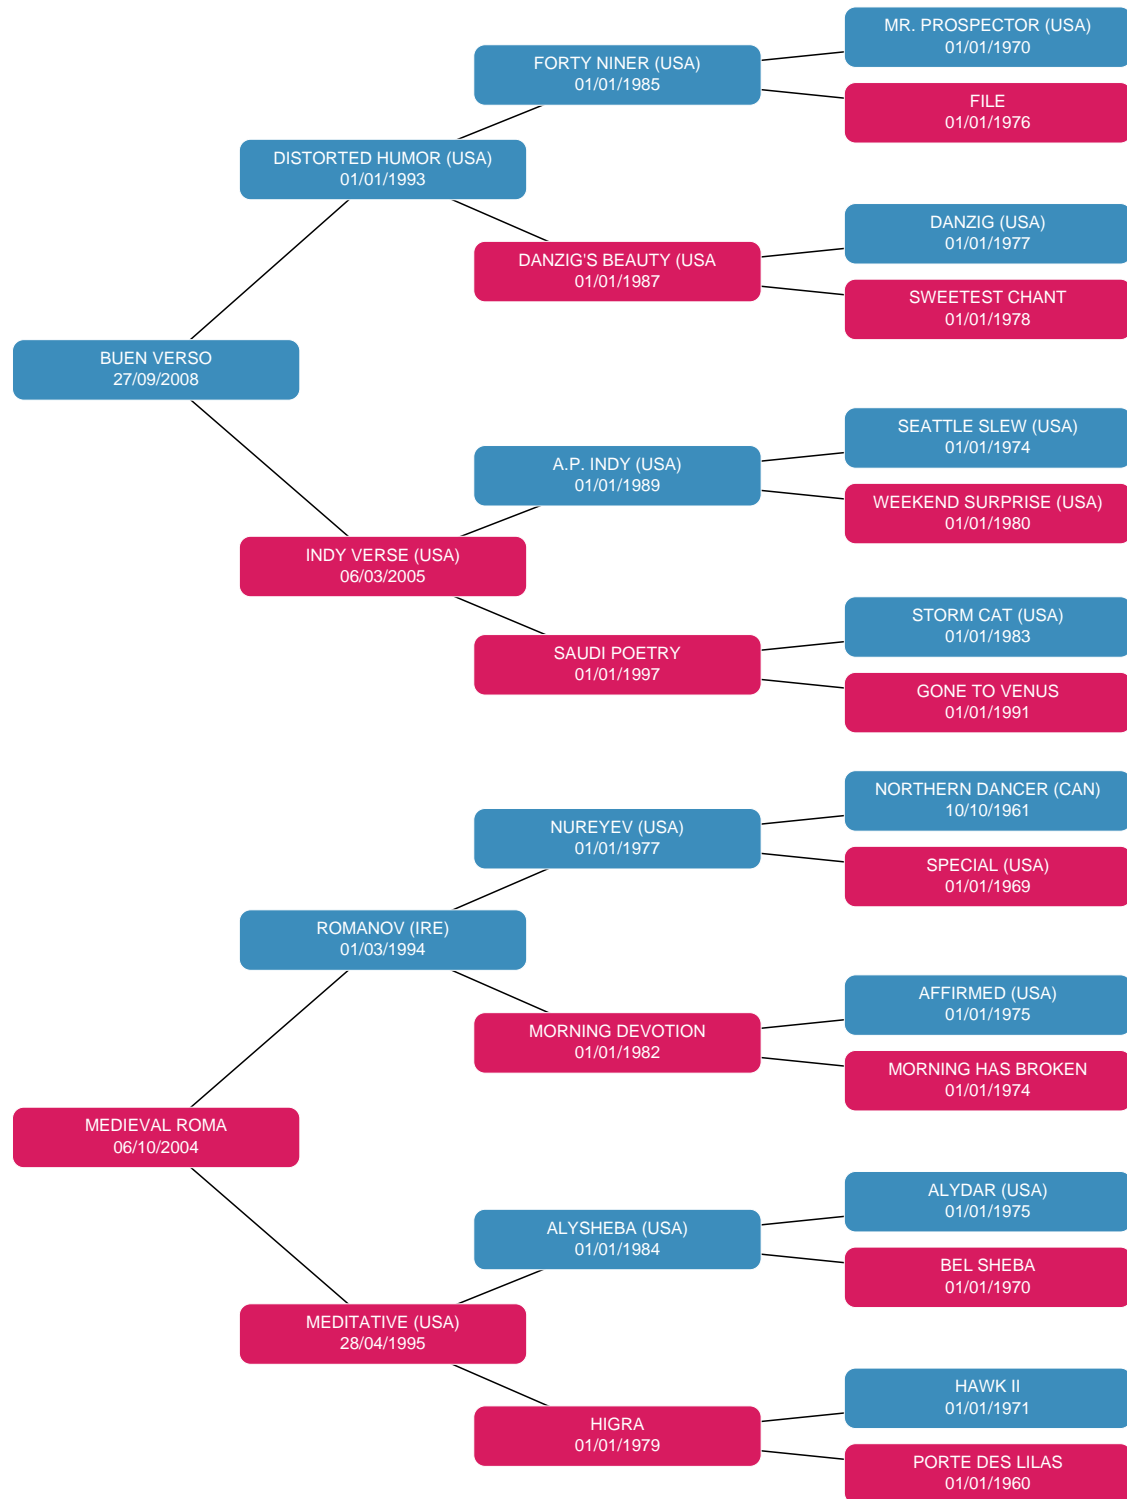 MR. PROSPECTOR (USA)
01/01/1970
FORTY NINER (USA)
01/01/1985
FILE
01/01/1976
DISTORTED HUMOR (USA)
01/01/1993
DANZIG (USA)
01/01/1977
DANZIG'S BEAUTY (USA
01/01/1987
SWEETEST CHANT
01/01/1978
BUEN VERSO
27/09/2008
SEATTLE SLEW (USA)
01/01/1974
A.P. INDY (USA)
01/01/1989
WEEKEND SURPRISE (USA)
01/01/1980
INDY VERSE (USA)
06/03/2005
STORM CAT (USA)
01/01/1983
SAUDI POETRY
01/01/1997
GONE TO VENUS
01/01/1991
NORTHERN DANCER (CAN)
10/10/1961
NUREYEV (USA)
01/01/1977
SPECIAL (USA)
01/01/1969
ROMANOV (IRE)
01/03/1994
AFFIRMED (USA)
01/01/1975
MORNING DEVOTION
01/01/1982
MORNING HAS BROKEN
01/01/1974
MEDIEVAL ROMA
06/10/2004
ALYDAR (USA)
01/01/1975
ALYSHEBA (USA)
01/01/1984
BEL SHEBA
01/01/1970
MEDITATIVE (USA)
28/04/1995
HAWK II
01/01/1971
HIGRA
01/01/1979
PORTE DES LILAS
01/01/1960